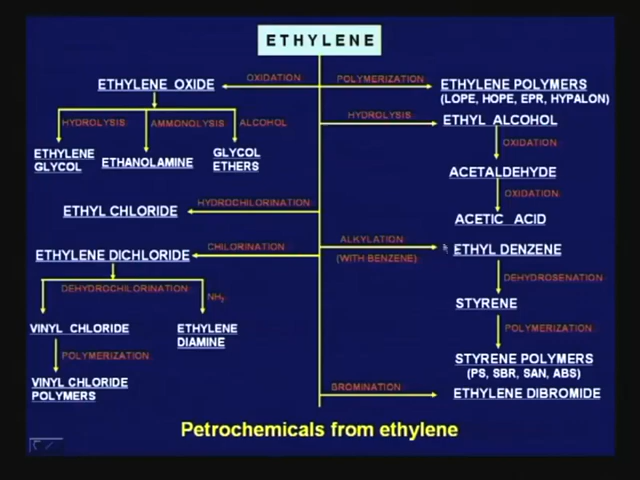 ETHYLENE
ETHYLENE OXIDE
OXIDATION
POLYMERIZATION
ETHYLENE POLYMERS
(LOPE, HOPE, EPR, HYPALON)
HYDROLYSIS
AMMONOLYSIS
ALCOHOL
HYDROLYSIS
ETHYL ALCOHOL
ETHYLENE
GLYCOL
ETHANOLAMINE
GLYCOL
ETHERS
OXIDATION
ACETALDEHYDE
OXIDATION
ETHYL CHLORIDE
HYDROCHLORINATION
ACETIC ACID
ETHYLENE DICHLORIDE
CHLORINATION
ALKYLATION
(WITH BENZENE)
ETHYL DENZENE
DEHYDROCHLORINATION
NH3
DEHYDROSENATION
STYRENE
VINYL CHLORIDE
ETHYLENE
DIAMINE
POLYMERIZATION
POLYMERIZATION
STYRENE POLYMERS
(PS, SBR, SAN, ABS)
VINYL CHLORIDE
POLYMERS
BROMINATION
ETHYLENE DIBROMIDE
Petrochemicals from ethylene